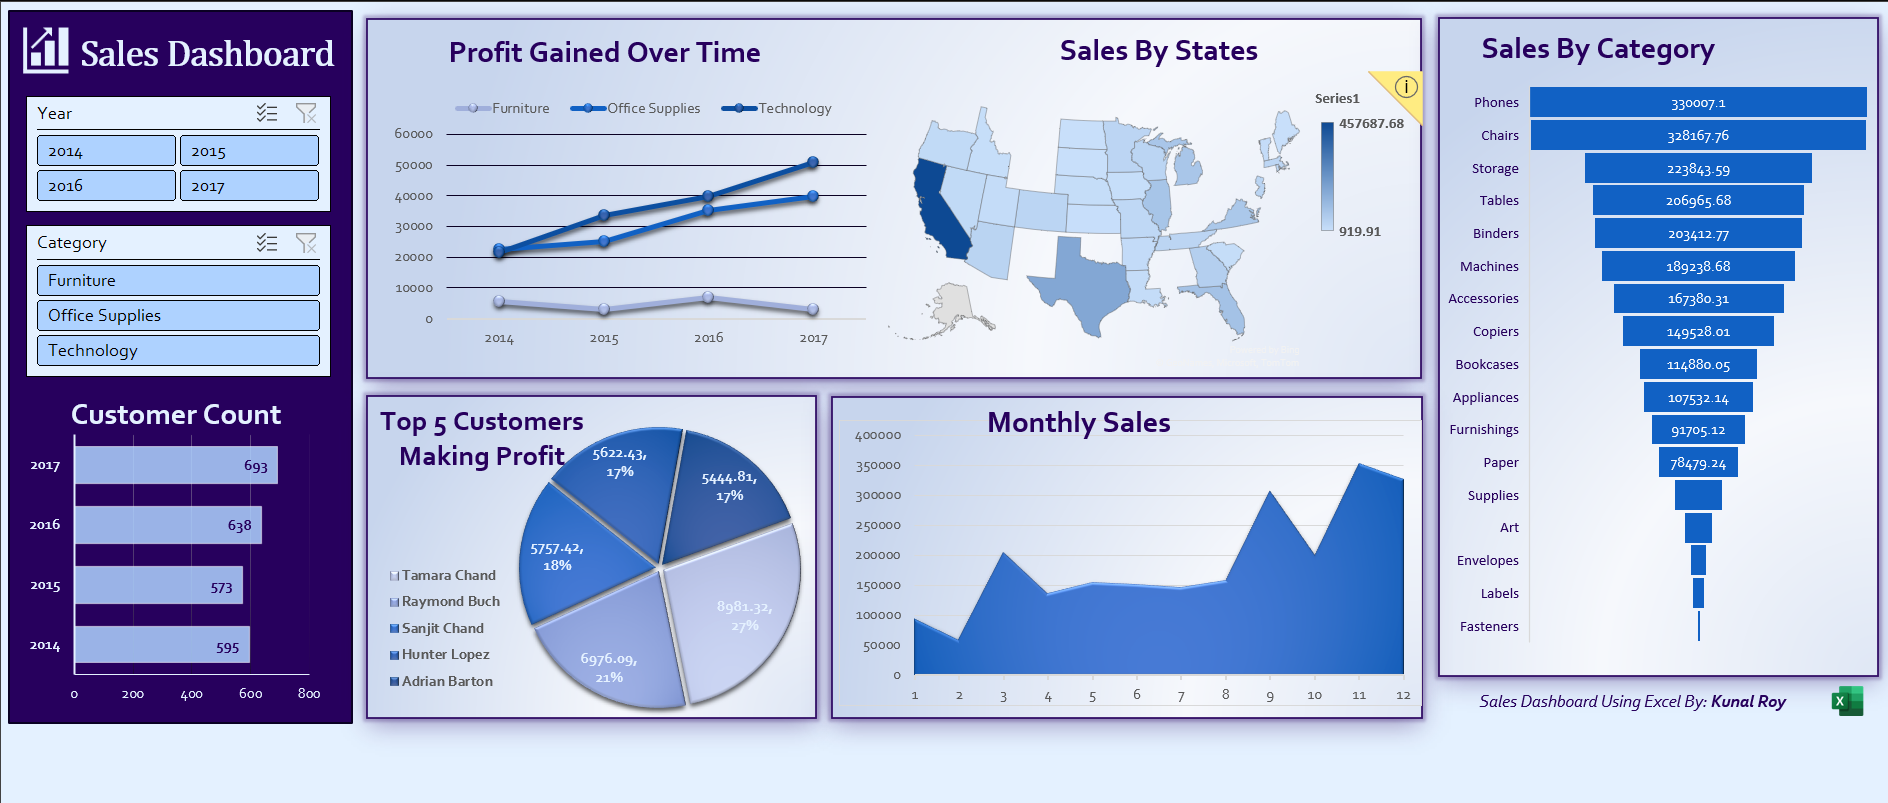 Sales Dashboard
Year
2014
2015
2016
2017
Category
Furniture
Office Supplies
Technology
Customer Count
2017
693
2016
638
2015
573
2014
595
0 200 400 600 800
Profit Gained Over Time
Furniture Office Supplies Technology
60000
50000
40000
30000
20000
10000
0
2014 2015 2016 2017
Sales By States
Series1
457687.68
919.91
Top 5 Customers
Making Profit
5622.43,
17%
5444.81,
17%
5757.42,
18%
8981.32,
27%
6976.09,
21%
Tamara Chand
Raymond Buch
Sanjit Chand
Hunter Lopez
Adrian Barton
Monthly Sales
400000
350000
300000
250000
200000
150000
100000
50000
0
1 2 3 4 5 6 7 8 9 10 11 12
Sales By Category
Phones 330007.1
Chairs 328167.76
Storage 223843.59
Tables 206965.68
Binders 203412.77
Machines 189238.68
Accessories 167380.31
Copiers 149528.01
Bookcases 114880.05
Appliances 107532.14
Furnishings 91705.12
Paper 78479.24
Supplies
Art
Envelopes
Labels
Fasteners
Sales Dashboard Using Excel By: Kunal Roy